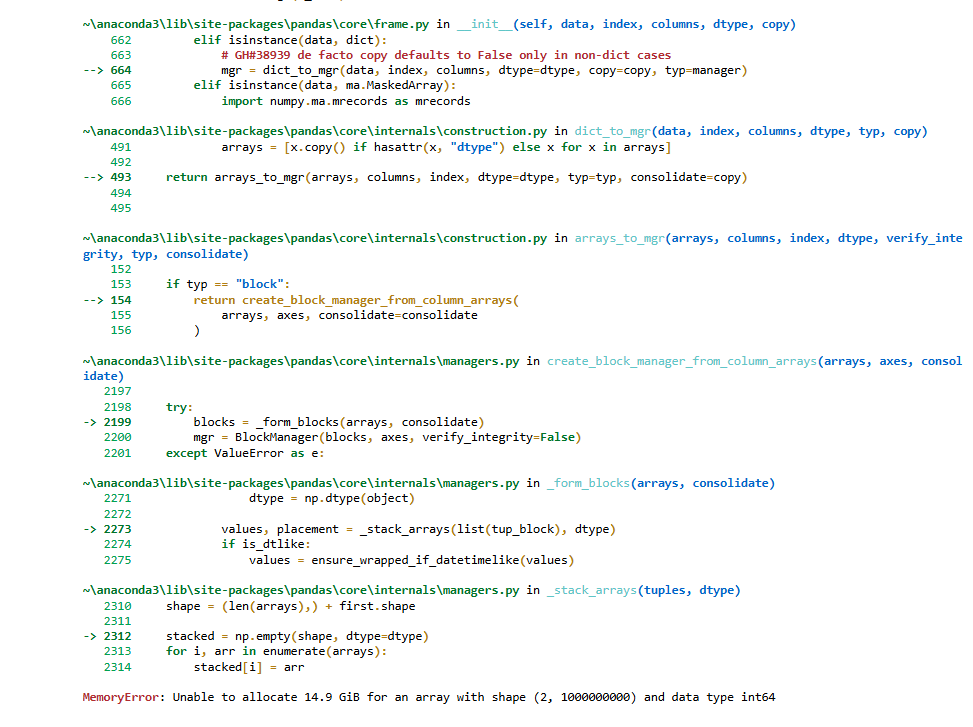 ~\anaconda3\lib\site-packages\pandas\core\frame.py in __init__(self, data, index, columns, dtype, copy)
662 elif isinstance(data, dict):
663 # GH#38939 de facto copy defaults to False only in non-dict cases
--> 664 mgr = dict_to_mgr(data, index, columns, dtype=dtype, copy=copy, typ=manager)
665 elif isinstance(data, ma.MaskedArray):
666 import numpy.ma.mrecords as mrecords
~\anaconda3\lib\site-packages\pandas\core\internals\construction.py in dict_to_mgr(data, index, columns, dtype, typ, copy)
491 arrays = [x.copy() if hasattr(x, "dtype") else x for x in arrays]
492
--> 493 return arrays_to_mgr(arrays, columns, index, dtype=dtype, typ=typ, consolidate=copy)
494
495
~\anaconda3\lib\site-packages\pandas\core\internals\construction.py in arrays_to_mgr(arrays, columns, index, dtype, verify_inte
grity, typ, consolidate)
152
153 if typ == "block":
--> 154 return create_block_manager_from_column_arrays(
155 arrays, axes, consolidate=consolidate
156 )
~\anaconda3\lib\site-packages\pandas\core\internals\managers.py in create_block_manager_from_column_arrays(arrays, axes, consol
idate)
2197
2198 try:
-> 2199 blocks = _form_blocks(arrays, consolidate)
2200 mgr = BlockManager(blocks, axes, verify_integrity=False)
2201 except ValueError as e:
~\anaconda3\lib\site-packages\pandas\core\internals\managers.py in _form_blocks(arrays, consolidate)
2271 dtype = np.dtype(object)
2272
-> 2273 values, placement = _stack_arrays(list(tup_block), dtype)
2274 if is_dtlike:
2275 values = ensure_wrapped_if_datetimelike(values)
~\anaconda3\lib\site-packages\pandas\core\internals\managers.py in _stack_arrays(tuples, dtype)
2310 shape = (len(arrays),) + first.shape
2311
-> 2312 stacked = np.empty(shape, dtype=dtype)
2313 for i, arr in enumerate(arrays):
2314 stacked[i] = arr
MemoryError: Unable to allocate 14.9 GiB for an array with shape (2, 1000000000) and data type int64